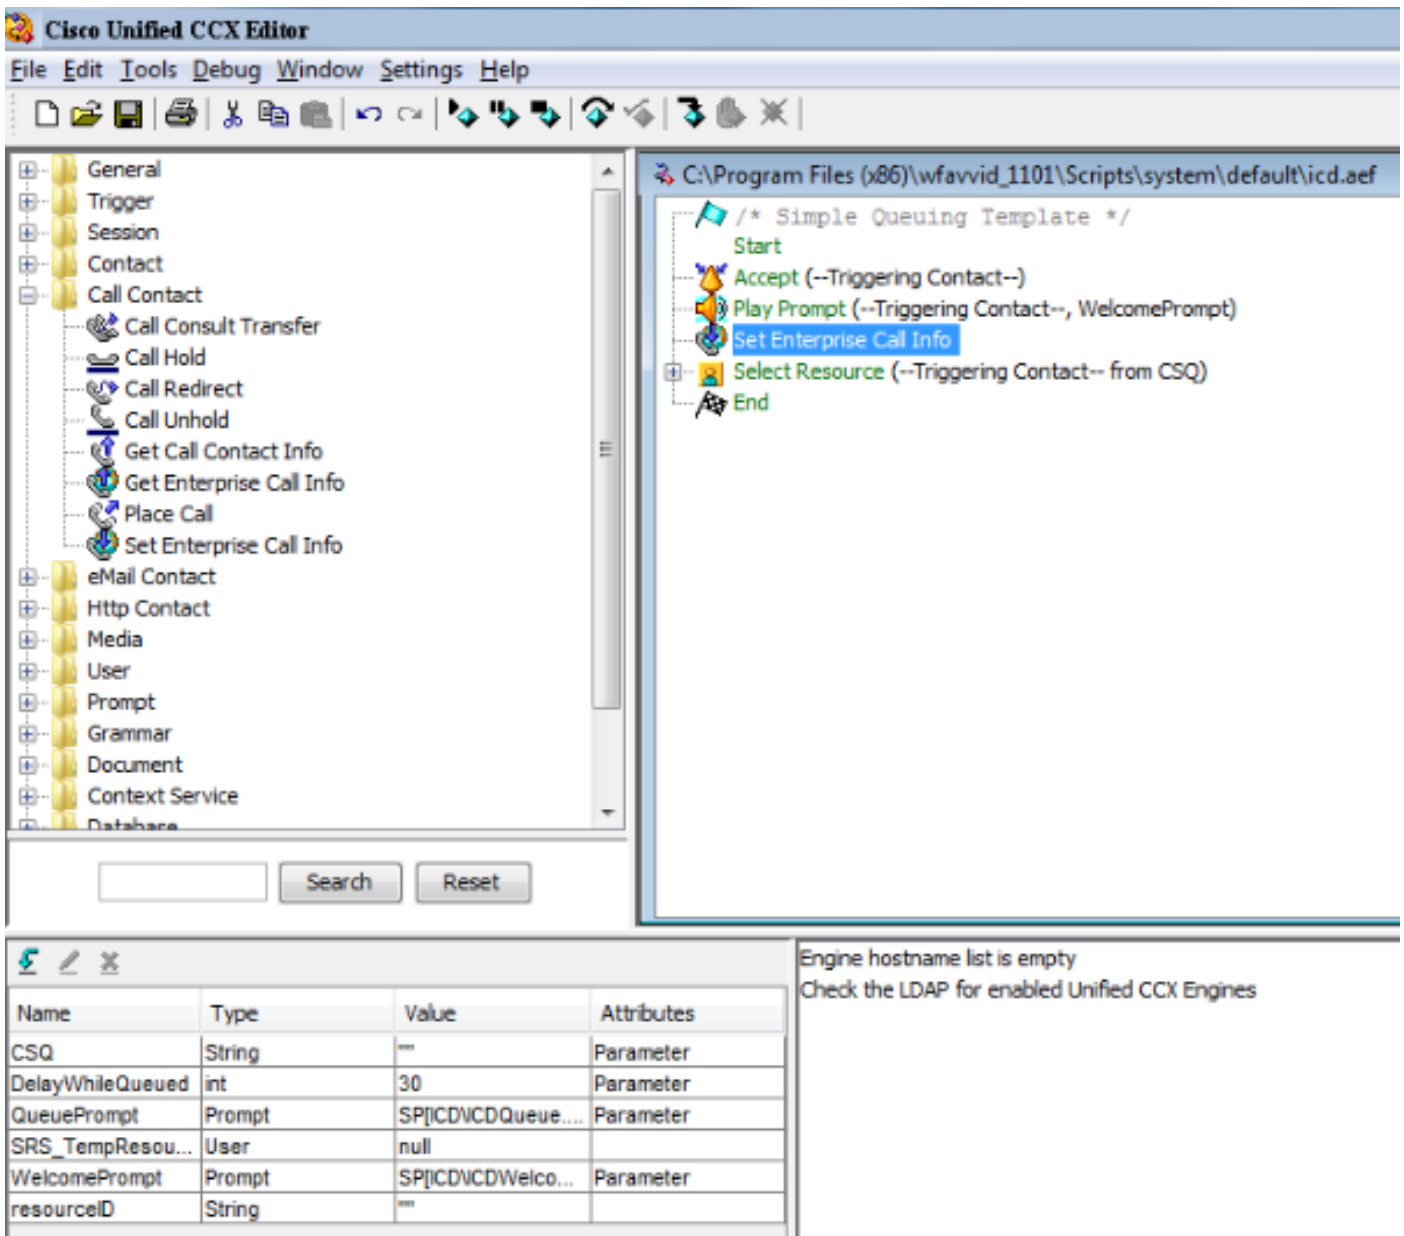 Cisco Unified CCX Editor
File Edit Tools Debug Window Settings Help
General
Trigger
Session
Contact
Call Contact
Call Consult Transfer
Call Hold
Call Redirect
Call Unhold
Get Call Contact Info
Get Enterprise Call Info
Place Call
Set Enterprise Call Info
eMail Contact
Http Contact
Media
User
Prompt
Grammar
Document
Context Service
Database
Search Reset
C:\Program Files (x86)\wfavvid_1101\Scripts\system\default\icd.aef
/* Simple Queuing Template */
Start
Accept (--Triggering Contact--)
Play Prompt (--Triggering Contact--, WelcomePrompt)
Set Enterprise Call Info
Select Resource (--Triggering Contact-- from CSQ)
End
Name Type Value Attributes
CSQ String "" Parameter
DelayWhileQueued int 30 Parameter
QueuePrompt Prompt SP[ICD\ICDQueue.... Parameter
SRS_TempResou... User null
WelcomePrompt Prompt SP[ICD\ICDWelco... Parameter
resourceID String ""
Engine hostname list is empty
Check the LDAP for enabled Unified CCX Engines